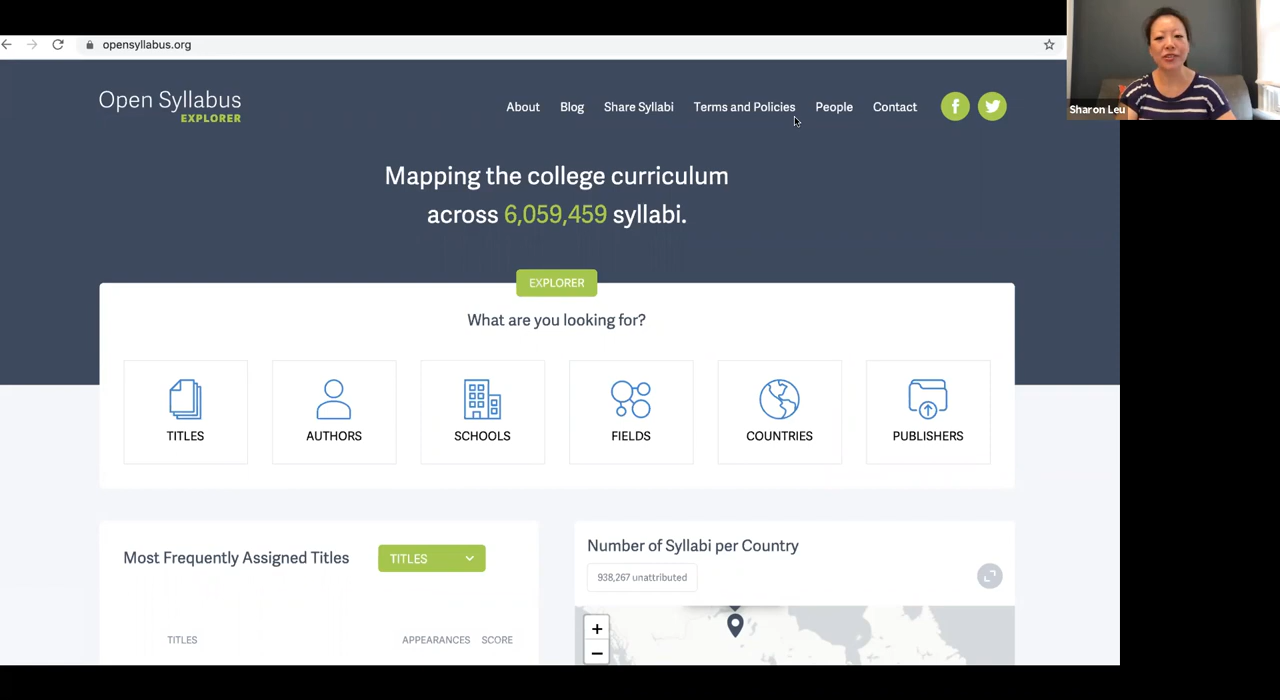 opensyllabus.org
Sharon Leu
Open Syllabus
EXPLORER
About Blog Share Syllabi Terms and Policies People Contact
Mapping the college curriculum
across 6,059,459 syllabi.
EXPLORER
What are you looking for?
TITLES AUTHORS SCHOOLS FIELDS COUNTRIES PUBLISHERS
Most Frequently Assigned Titles
TITLES
TITLES APPEARANCES SCORE
Number of Syllabi per Country
938,267 unattributed
+
−